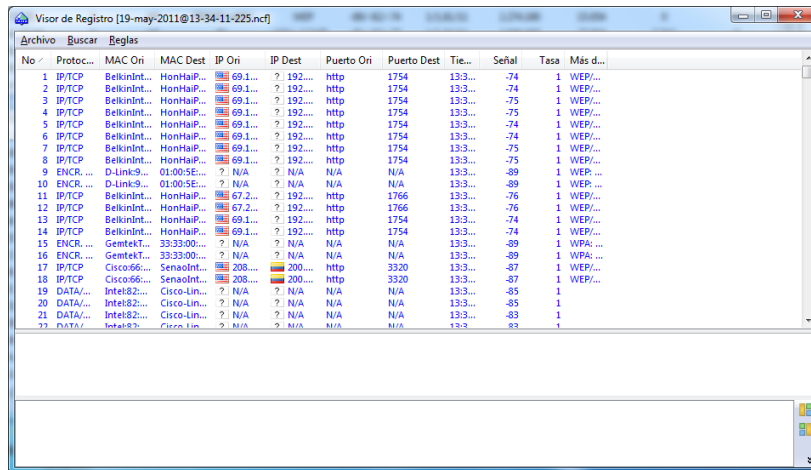 Visor de Registro [19-may-2011@13-34-11-225.ncf]
Archivo Buscar Reglas
No Protoc... MAC Ori MAC Dest IP Ori IP Dest Puerto Ori Puerto Dest Tie... Señal Tasa Más d...
1 IP/TCP BelkinInt... HonHaiP... 69.1... ? 192.... http 1754 13:3... -74 1 WEP/...
2 IP/TCP BelkinInt... HonHaiP... 69.1... ? 192.... http 1754 13:3... -74 1 WEP/...
3 IP/TCP BelkinInt... HonHaiP... 69.1... ? 192.... http 1754 13:3... -75 1 WEP/...
4 IP/TCP BelkinInt... HonHaiP... 69.1... ? 192.... http 1754 13:3... -75 1 WEP/...
5 IP/TCP BelkinInt... HonHaiP... 69.1... ? 192.... http 1754 13:3... -74 1 WEP/...
6 IP/TCP BelkinInt... HonHaiP... 69.1... ? 192.... http 1754 13:3... -74 1 WEP/...
7 IP/TCP BelkinInt... HonHaiP... 69.1... ? 192.... http 1754 13:3... -75 1 WEP/...
8 IP/TCP BelkinInt... HonHaiP... 69.1... ? 192.... http 1754 13:3... -75 1 WEP/...
9 ENCR. ... D-Link:9... 01:00:5E:... ? N/A ? N/A N/A N/A 13:3... -89 1 WEP: ...
10 ENCR. ... D-Link:9... 01:00:5E:... ? N/A ? N/A N/A N/A 13:3... -89 1 WEP: ...
11 IP/TCP BelkinInt... HonHaiP... 67.2... ? 192.... http 1766 13:3... -76 1 WEP/...
12 IP/TCP BelkinInt... HonHaiP... 67.2... ? 192.... http 1766 13:3... -76 1 WEP/...
13 IP/TCP BelkinInt... HonHaiP... 69.1... ? 192.... http 1754 13:3... -74 1 WEP/...
14 IP/TCP BelkinInt... HonHaiP... 69.1... ? 192.... http 1754 13:3... -74 1 WEP/...
15 ENCR. ... GemtekT... 33:33:00:... ? N/A ? N/A N/A N/A 13:3... -89 1 WPA: ...
16 ENCR. ... GemtekT... 33:33:00:... ? N/A ? N/A N/A N/A 13:3... -89 1 WPA: ...
17 IP/TCP Cisco:66:... SenaoInt... 208.... 200.... http 3320 13:3... -87 1 WEP/...
18 IP/TCP Cisco:66:... SenaoInt... 208.... 200.... http 3320 13:3... -87 1 WEP/...
19 DATA/... Intel:82:... Cisco-Lin... ? N/A ? N/A N/A N/A 13:3... -85 1
20 DATA/... Intel:82:... Cisco-Lin... ? N/A ? N/A N/A N/A 13:3... -85 1
21 DATA/... Intel:82:... Cisco-Lin... ? N/A ? N/A N/A N/A 13:3... -83 1
22 DATA/... Intel:82:... Cisco-Lin... ? N/A ? N/A N/A N/A 13:3... -83 1